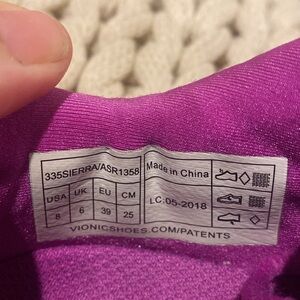 335SIERRA/ASR1358
Made in China
USA UK EU CM
8 6 39 25
LC.05-2018
VIONICSHOES.COM/PATENTS